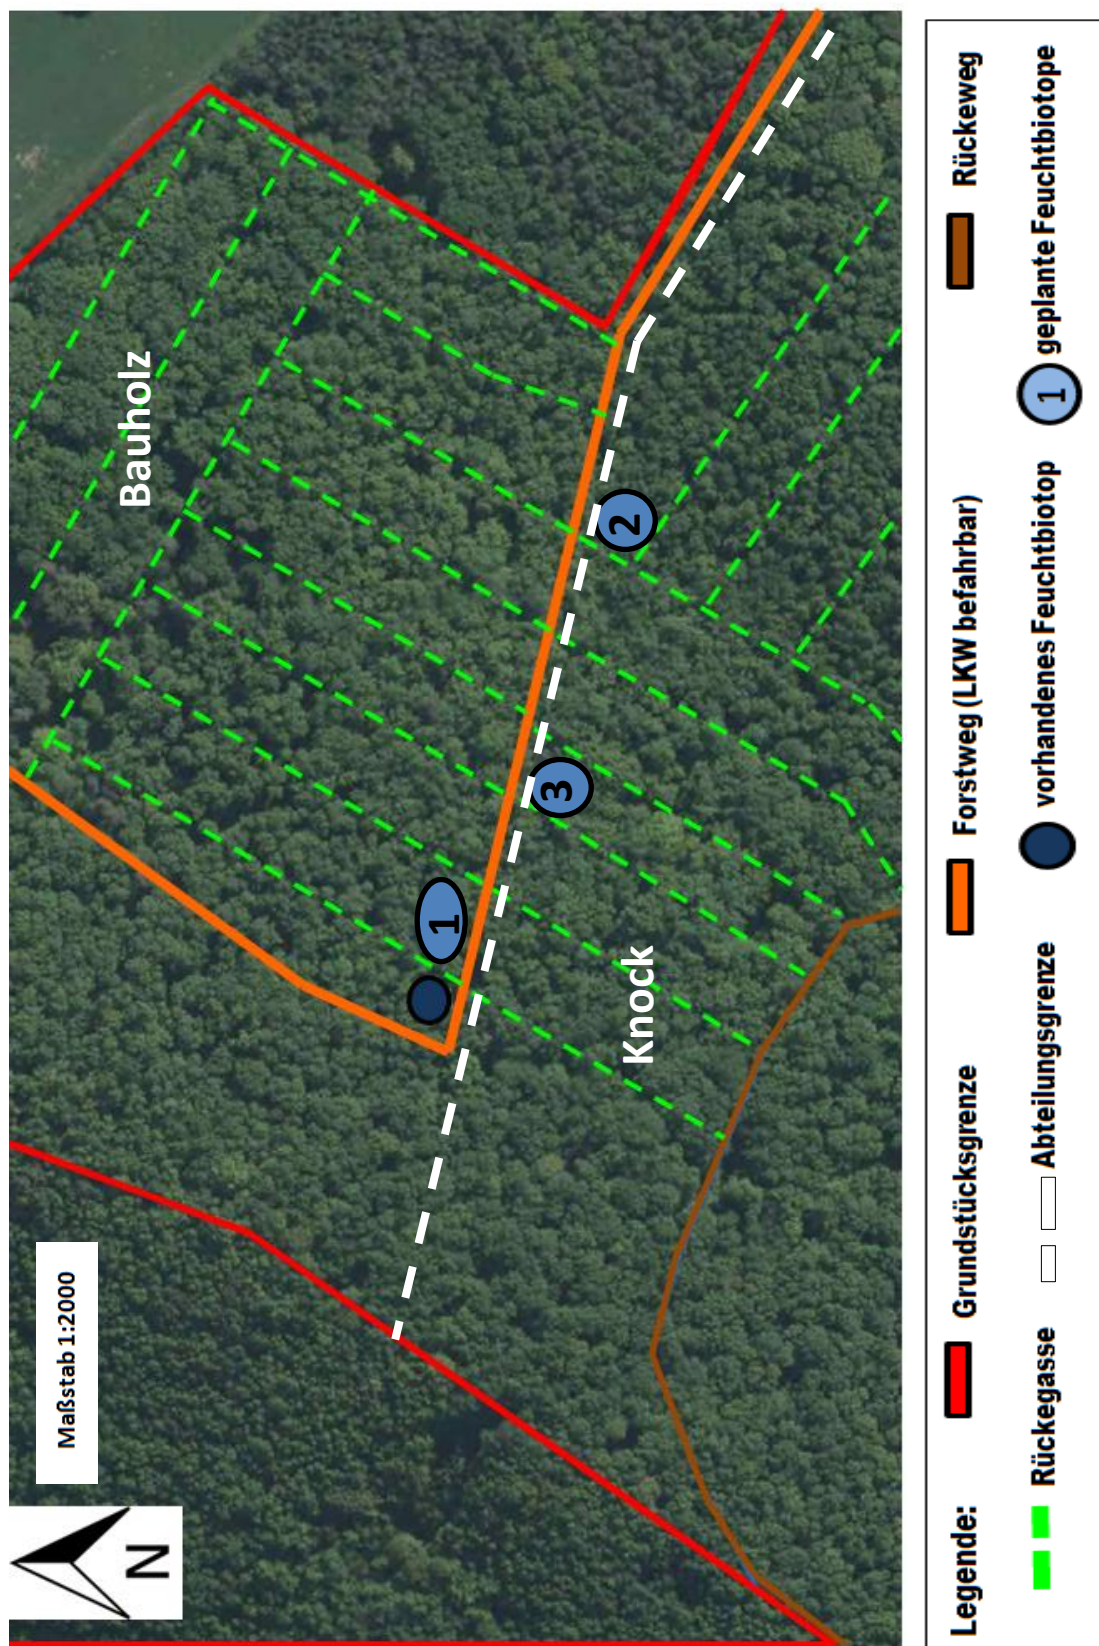 N
Maßstab 1:2000
Bauholz
Knock
1
3
2
Legende:
Grundstücksgrenze
Forstweg (LKW befahrbar)
Rückeweg
Rückegasse
Abteilungsgrenze
vorhandenes Feuchtbiotop
1
geplante Feuchtbiotope